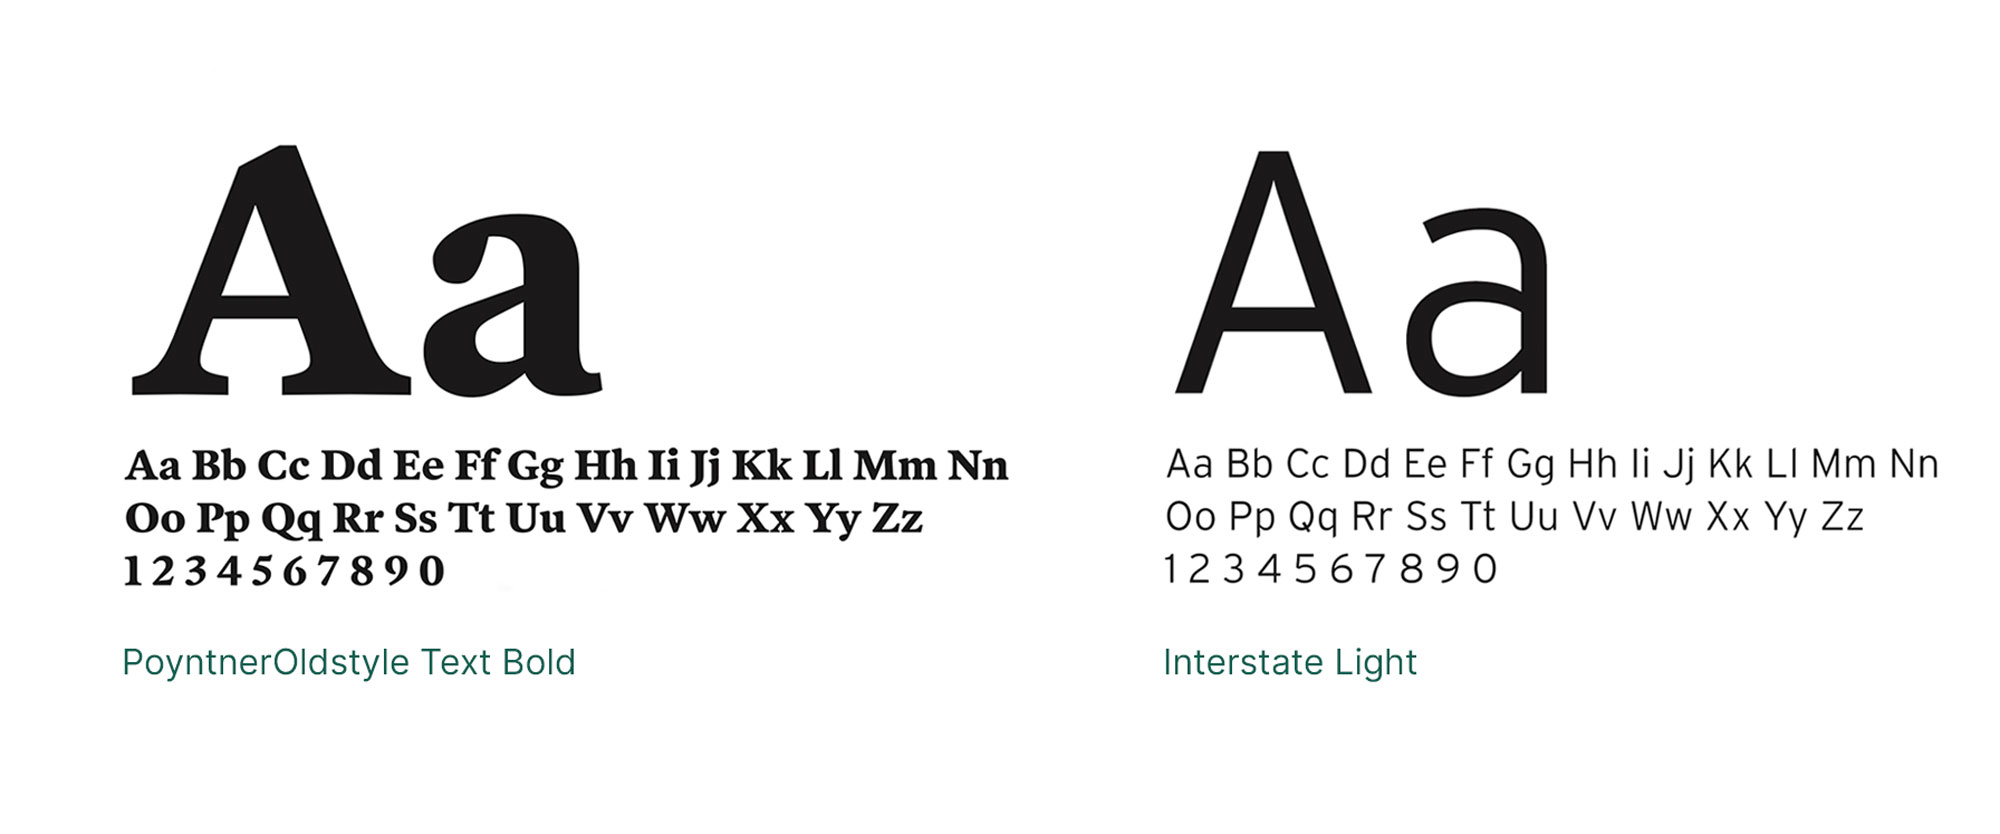 Aa
Aa Bb Cc Dd Ee Ff Gg Hh Ii Jj Kk Ll Mm Nn
Oo Pp Qq Rr Ss Tt Uu Vv Ww Xx Yy Zz
1 2 3 4 5 6 7 8 9 0
PoyntnerOldstyle Text Bold
Aa
Aa Bb Cc Dd Ee Ff Gg Hh Ii Jj Kk Ll Mm Nn
Oo Pp Qq Rr Ss Tt Uu Vv Ww Xx Yy Zz
1 2 3 4 5 6 7 8 9 0
Interstate Light